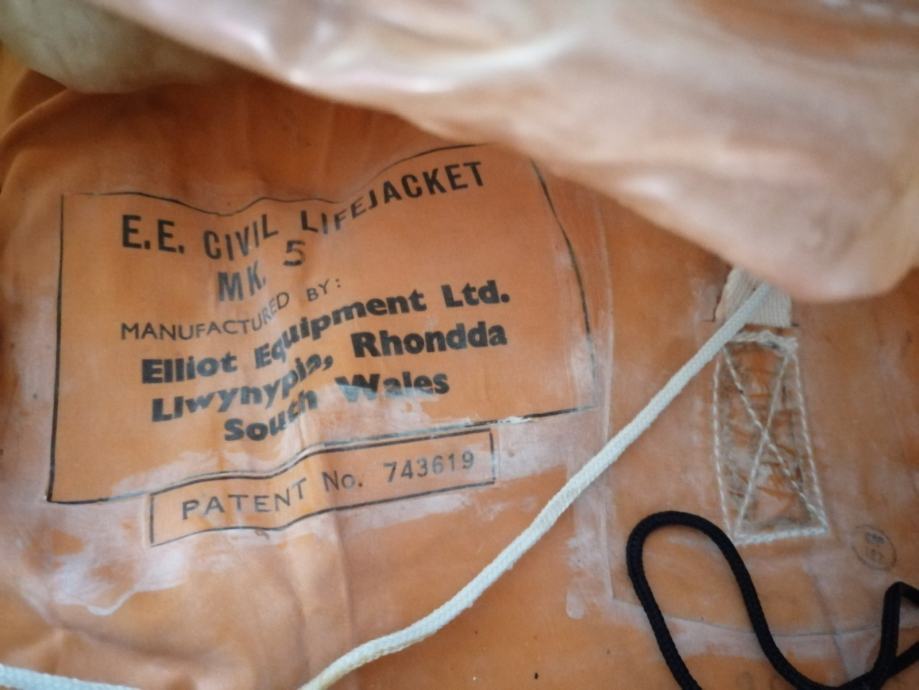 E.E. CIVIL LIFEJACKET
MK. 5
MANUFACTURED BY:
Elliot Equipment Ltd.
Llwynypia, Rhondda
South Wales
PATENT No. 743619